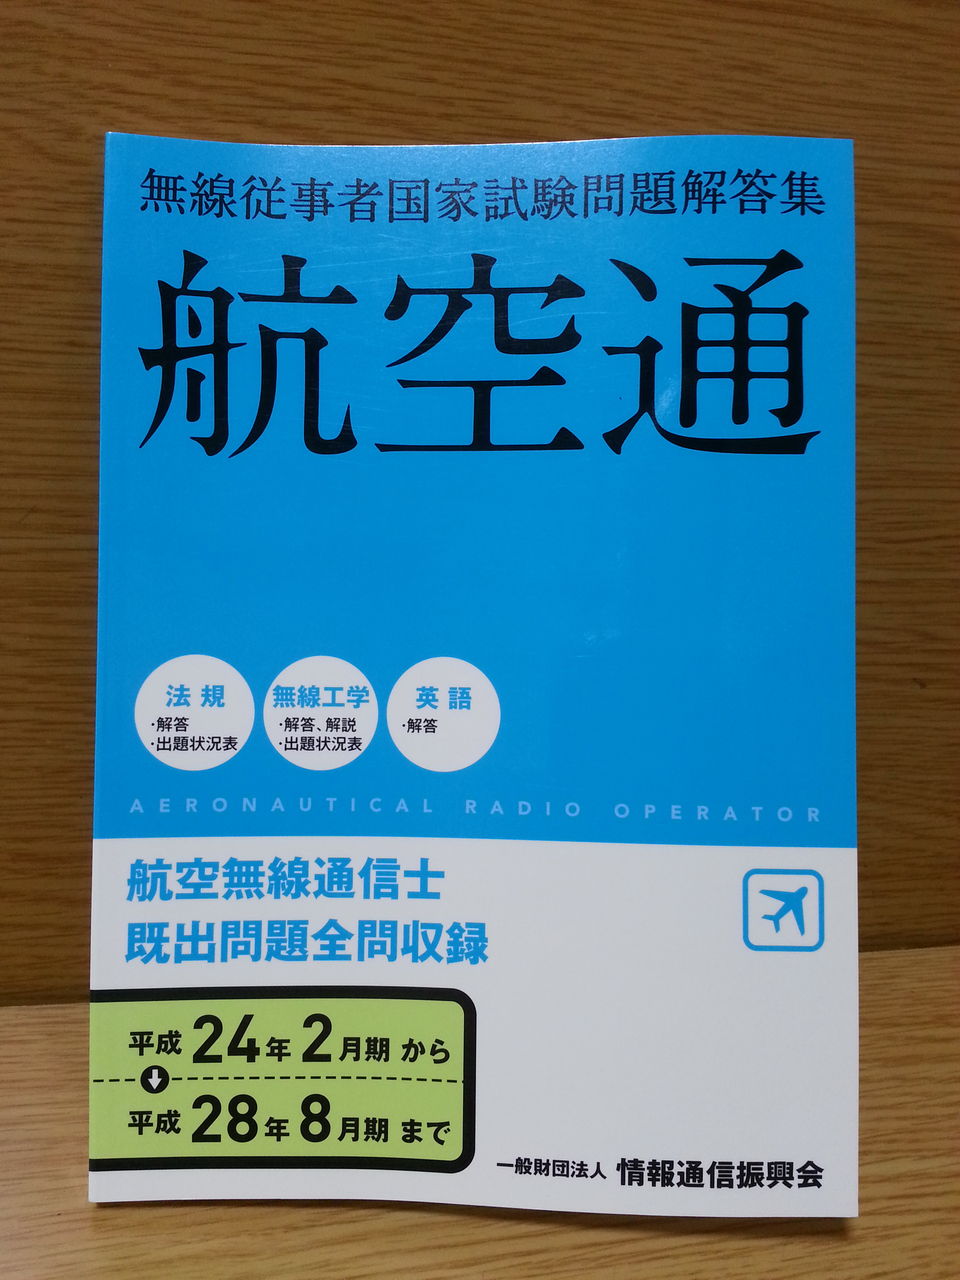 無線従事者国家試験問題解答集
航空通
法規
・解答
・出題状況表
無線工学
・解答、解説
・出題状況表
英語
・解答
AERONAUTICAL RADIO OPERATOR
航空無線通信士
既出問題全問収録
平成24年2月期から
平成28年8月期まで
一般財団法人 情報通信振興会